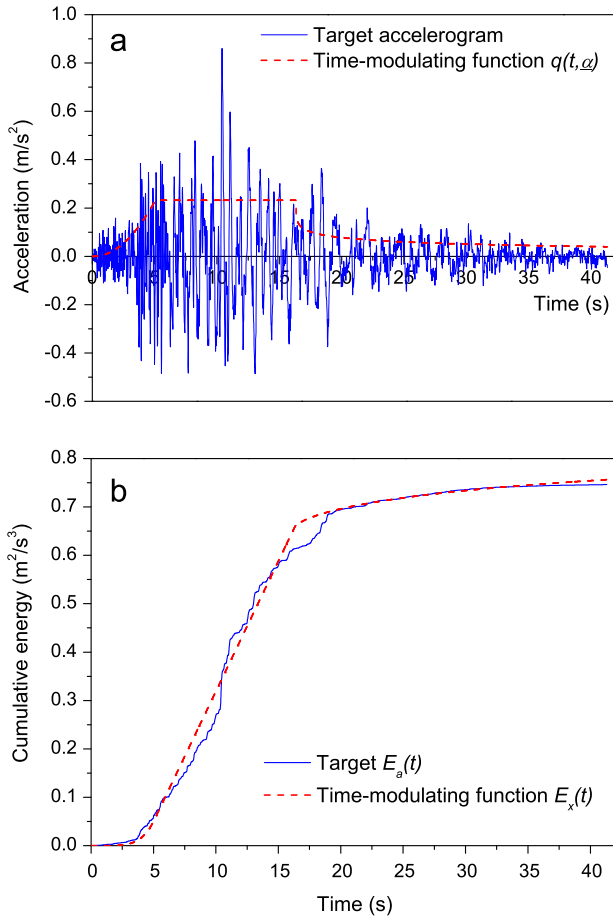 a
Target accelerogram
Time-modulating function q(t,α)
1.0
0.8
0.6
0.4
0.2
0.0
-0.2
-0.4
-0.6
Acceleration (m/s²)
0 5 10 15 20 25 30 35 40
Time (s)
b
0.8
0.7
0.6
0.5
0.4
0.3
0.2
0.1
0.0
Cumulative energy (m²/s³)
Target Eₐ(t)
Time-modulating function Eₓ(t)
0 5 10 15 20 25 30 35 40
Time (s)